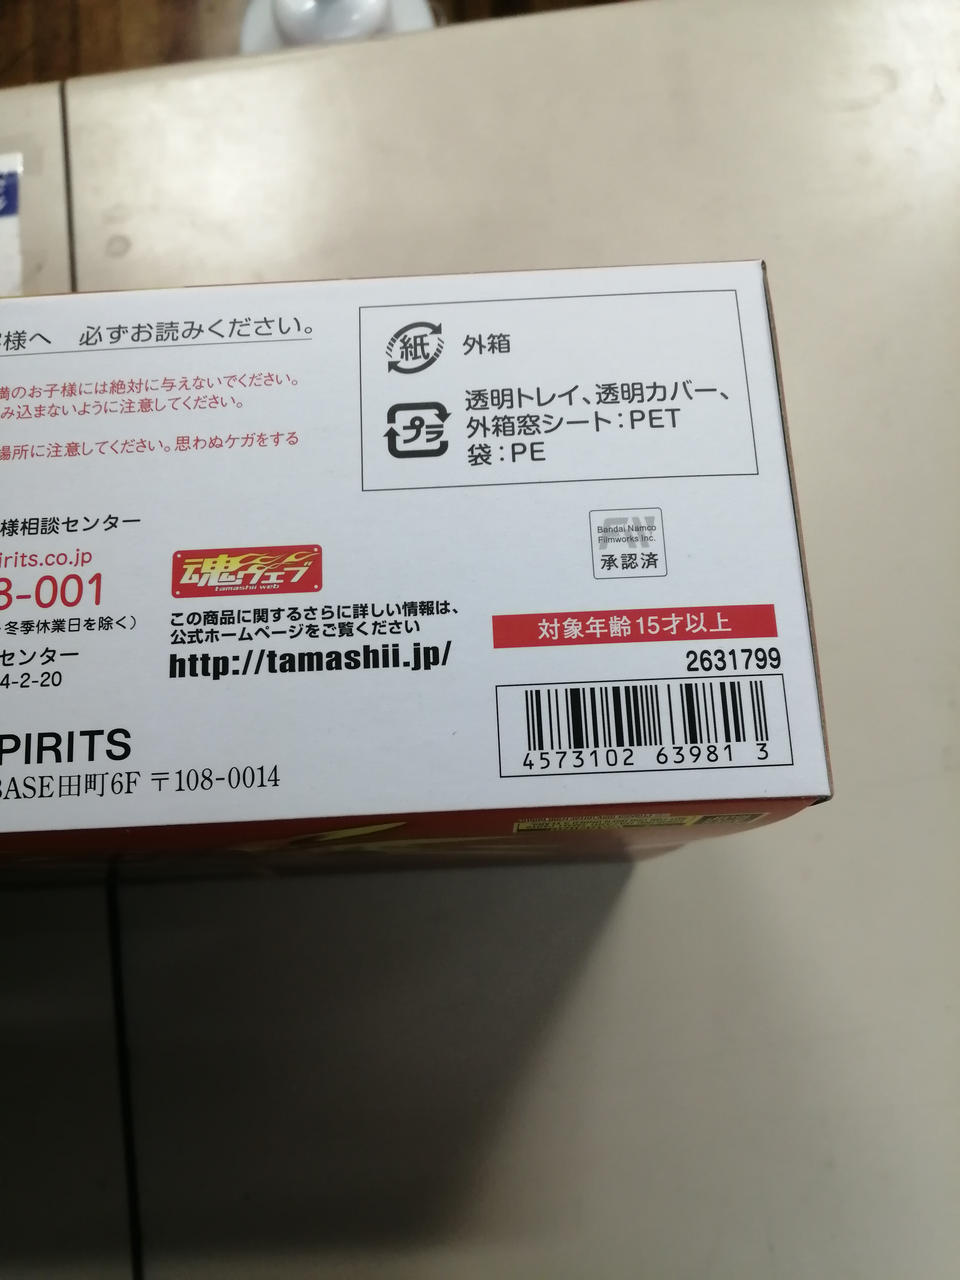 様へ 必ずお読みください。
満のお子様には絶対に与えないでください。
み込まないように注意してください。
場所に注意してください。思わぬケガをする
様相談センター
irits.co.jp
3-001
・冬季休業日を除く）
センター
4-2-20
PIRITS
BASE田町6F 〒108-0014
魂ウェブ
tamashii web
この商品に関するさらに詳しい情報は、
公式ホームページをご覧ください
http://tamashii.jp/
紙 外箱
プラ
透明トレイ、透明カバー、
外箱窓シート：PET
袋：PE
Bandai Namco
Filmworks Inc.
承認済
対象年齢15才以上
2631799
4573102 63981 3